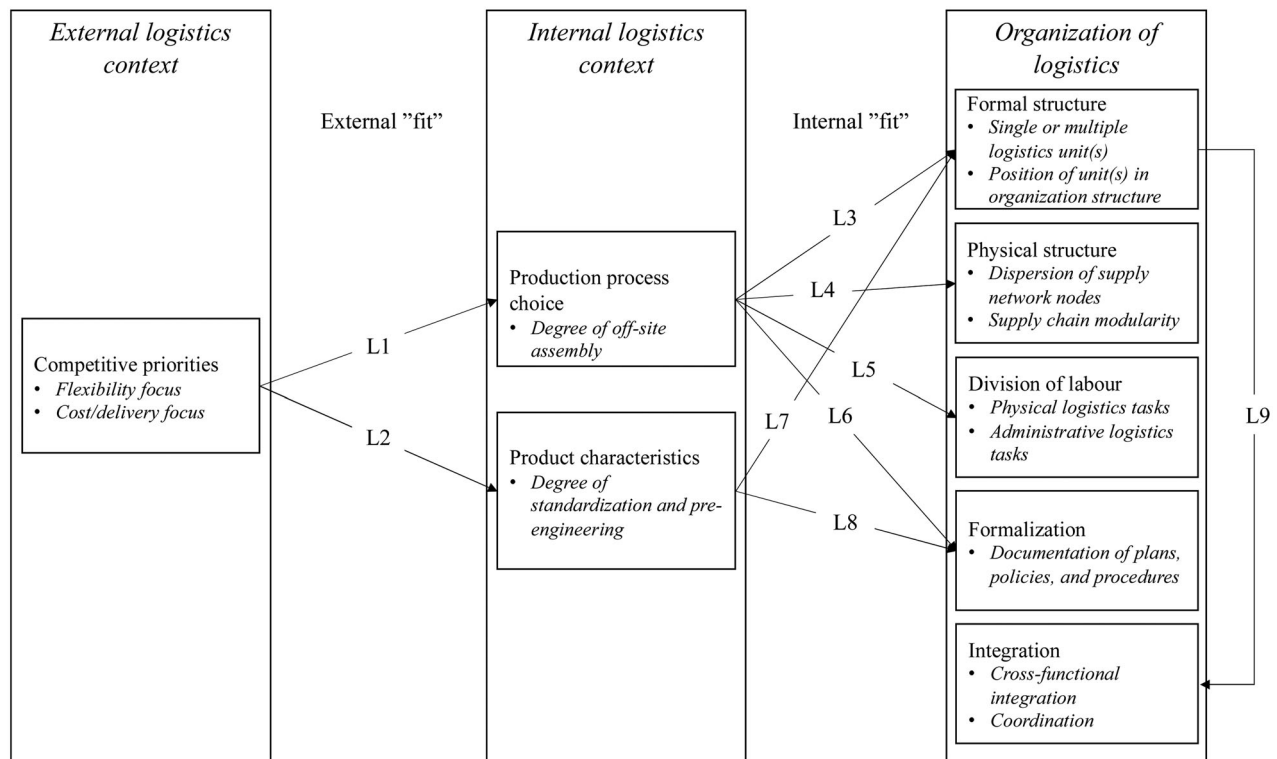 External logistics
context
External ”fit”
Internal logistics
context
Internal ”fit”
Organization of
logistics
Competitive priorities
• Flexibility focus
• Cost/delivery focus
L1
L2
Production process
choice
• Degree of off-site
assembly
Product characteristics
• Degree of
standardization and pre-
engineering
L3
L4
L5
L6
L7
L8
Formal structure
• Single or multiple
logistics unit(s)
• Position of unit(s) in
organization structure
Physical structure
• Dispersion of supply
network nodes
• Supply chain modularity
Division of labour
• Physical logistics tasks
• Administrative logistics
tasks
Formalization
• Documentation of plans,
policies, and procedures
Integration
• Cross-functional
integration
• Coordination
L9